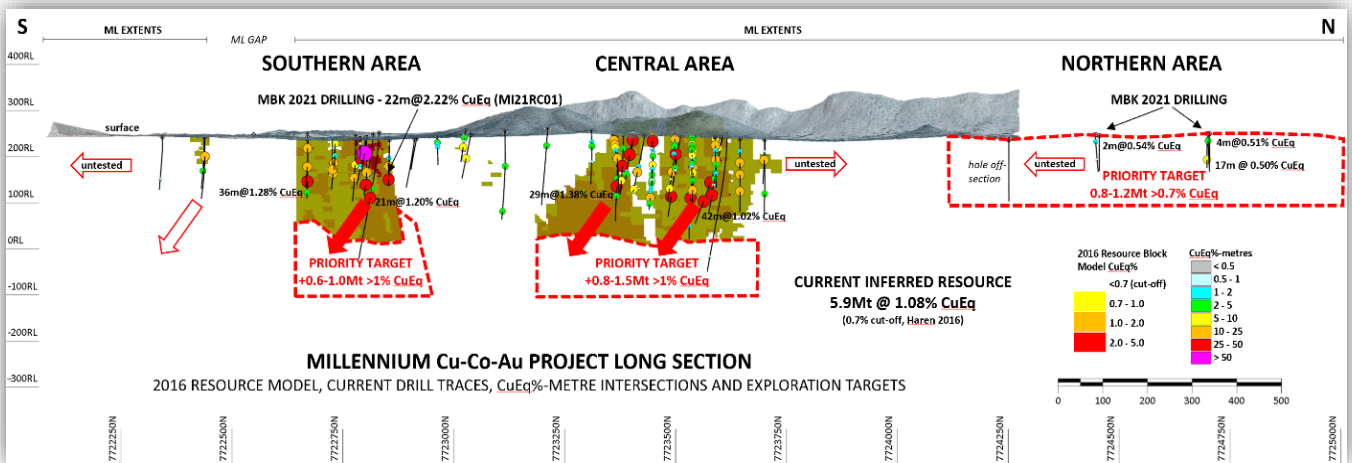 S
N
ML EXTENTS
ML GAP
ML EXTENTS
400RL
SOUTHERN AREA
CENTRAL AREA
NORTHERN AREA
MBK 2021 DRILLING - 22m@2.22% CuEq (MI21RC01)
MBK 2021 DRILLING
300RL
surface
200RL
untested
untested
hole off-
section
untested
2m@0.54% CuEq
4m@0.51% CuEq
17m @ 0.50% CuEq
PRIORITY TARGET
0.8-1.2Mt >0.7% CuEq
36m@1.28% CuEq
21m@1.20% CuEq
29m@1.38% CuEq
42m@1.02% CuEq
100RL
0RL
PRIORITY TARGET
+0.6-1.0Mt >1% CuEq
PRIORITY TARGET
+0.8-1.5Mt >1% CuEq
-100RL
CURRENT INFERRED RESOURCE
5.9Mt @ 1.08% CuEq
(0.7% cut-off, Haren 2016)
2016 Resource Block
Model CuEq%
<0.7 (cut-off)
0.7 - 1.0
1.0 - 2.0
2.0 - 5.0
CuEq%-metres
< 0.5
0.5 - 1
1 - 2
2 - 5
5 - 10
10 - 25
25 - 50
> 50
-200RL
-300RL
MILLENNIUM Cu-Co-Au PROJECT LONG SECTION
2016 RESOURCE MODEL, CURRENT DRILL TRACES, CuEq%-METRE INTERSECTIONS AND EXPLORATION TARGETS
0 100 200 300 400 500
7722250N
7722500N
7722750N
7723000N
7723250N
7723500N
7723750N
7724000N
7724250N
7724500N
7724750N
7725000N